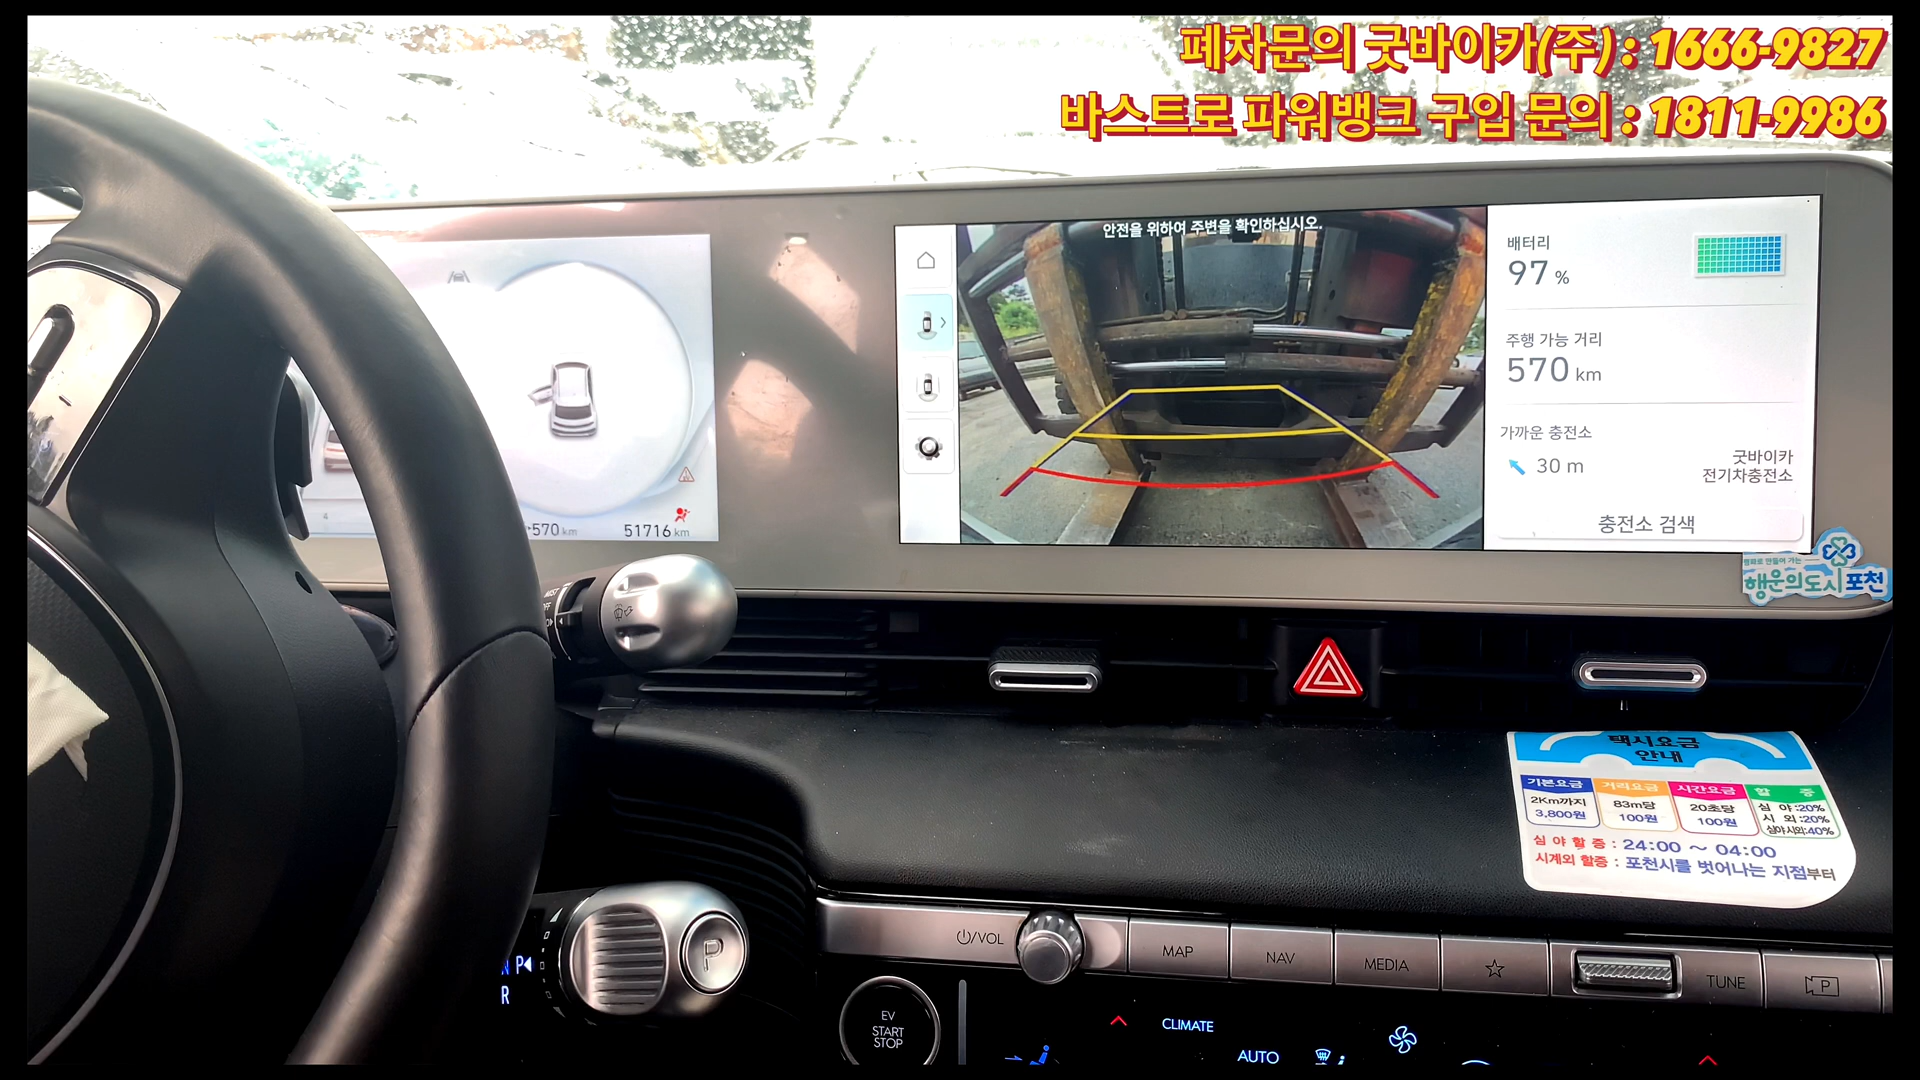 폐차문의 굿바이카(주) : 1666-9827
바스트로 파워뱅크 구입 문의 : 1811-9986
안전을 위하여 주변을 확인하십시오.
배터리
97 %
주행 가능 거리
570 km
가까운 충전소
30 m
굿바이카
전기차충전소
충전소 검색
570 km
51716 km
행운의도시 포천
MIST
택시요금
안내
기본요금 거리요금 시간요금 할 증
2Km까지 83m당 20초당 심 야:20%
3,800원 100원 100원 시 외:20%
심야시외:40%
심 야 할 증 : 24:00 ~ 04:00
시계외 할증 : 포천시를 벗어나는 지점부터
/VOL MAP NAV MEDIA TUNE P
P
N P
R
EV
START
STOP
CLIMATE
AUTO